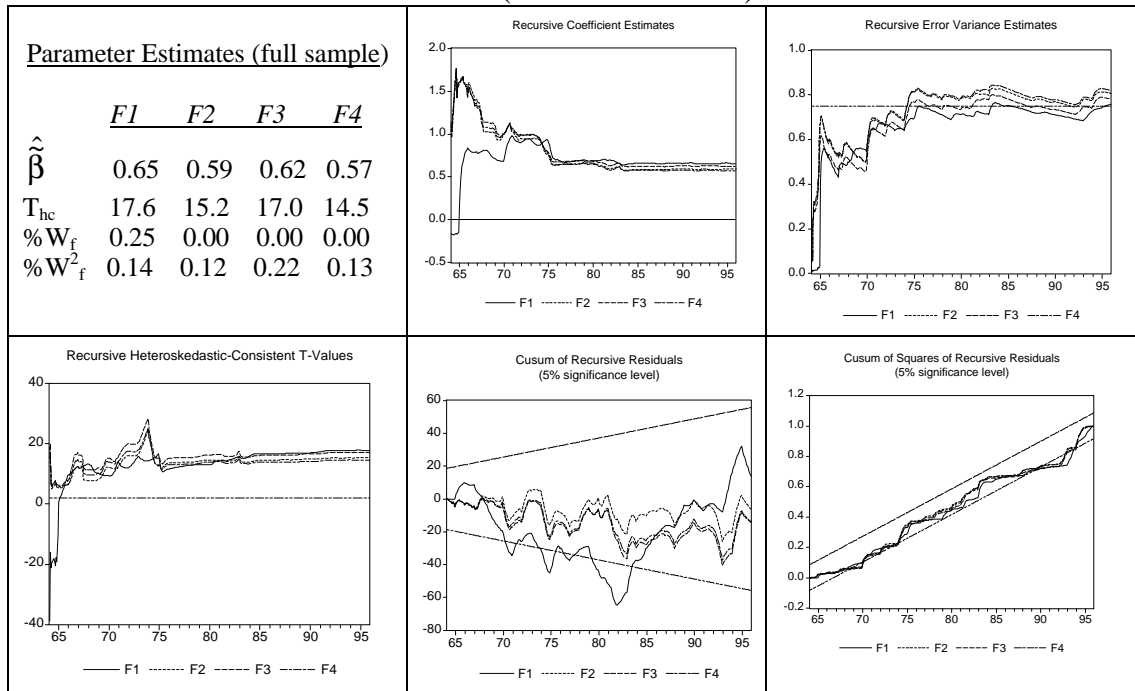 Parameter Estimates (full sample)
F1 F2 F3 F4
β̃̂ 0.65 0.59 0.62 0.57
Thc 17.6 15.2 17.0 14.5
%Wf 0.25 0.00 0.00 0.00
%W²f 0.14 0.12 0.22 0.13
Recursive Coefficient Estimates
2.0
1.5
1.0
0.5
0.0
-0.5
65 70 75 80 85 90 95
F1 F2 F3 F4
Recursive Error Variance Estimates
1.0
0.8
0.6
0.4
0.2
0.0
65 70 75 80 85 90 95
F1 F2 F3 F4
Recursive Heteroskedastic-Consistent T-Values
40
20
0
-20
-40
65 70 75 80 85 90 95
F1 F2 F3 F4
Cusum of Recursive Residuals
(5% significance level)
60
40
20
0
-20
-40
-60
-80
65 70 75 80 85 90 95
F1 F2 F3 F4
Cusum of Squares of Recursive Residuals
(5% significance level)
1.2
1.0
0.8
0.6
0.4
0.2
0.0
-0.2
65 70 75 80 85 90 95
F1 F2 F3 F4